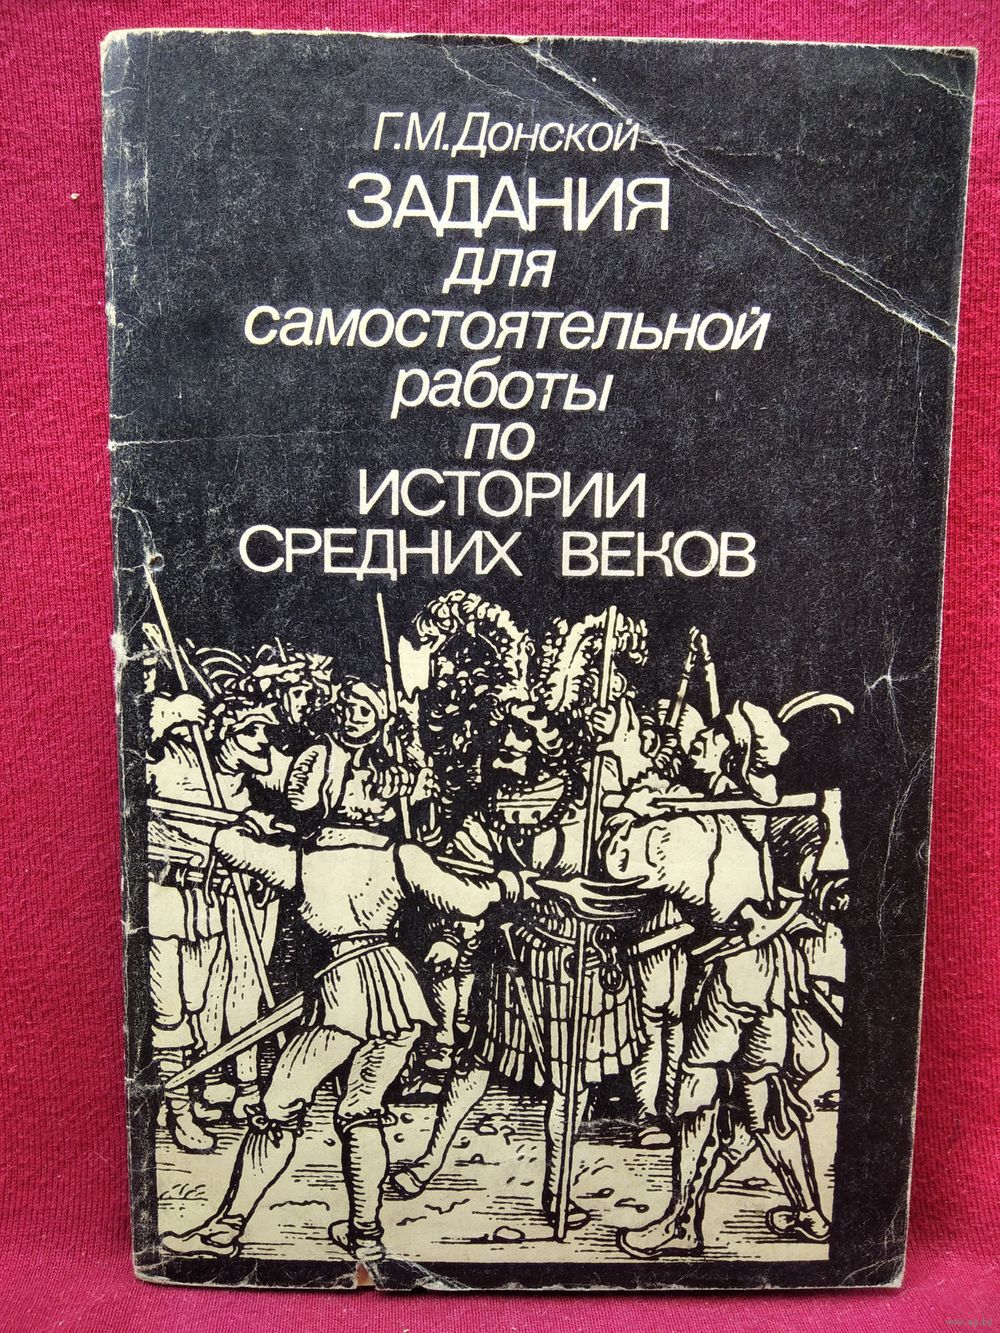 Г.М.Донской
ЗАДАНИЯ
для
самостоятельной
работы
по
ИСТОРИИ
СРЕДНИХ ВЕКОВ